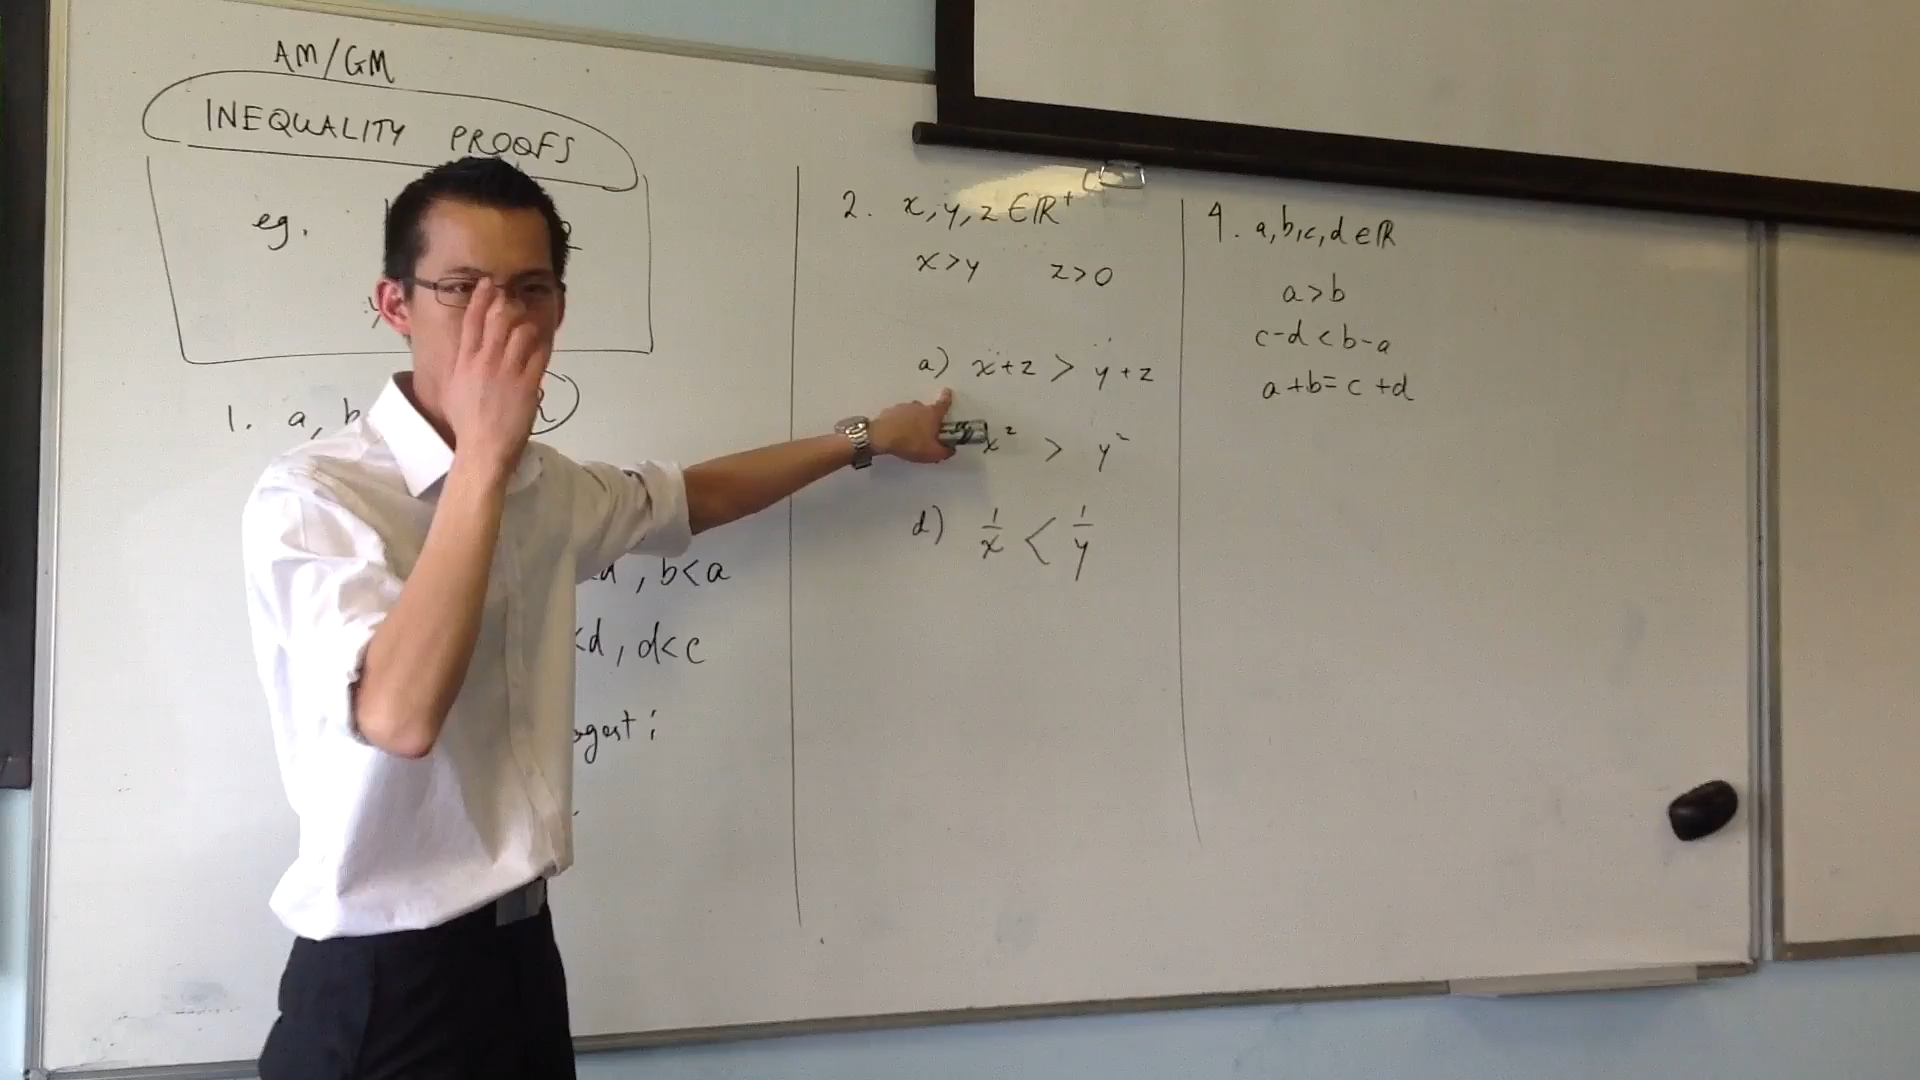 AM/GM
INEQUALITY PROOFS
eg.
1. a, b
, b<a
<d, d<c
2. x, y, z ∈ ℝ⁺
x>y z>0
a) x+z > y+z
x² > y²
d) 1/x < 1/y
4. a, b, c, d ∈ ℝ
a>b
c-d<b-a
a+b=c+d